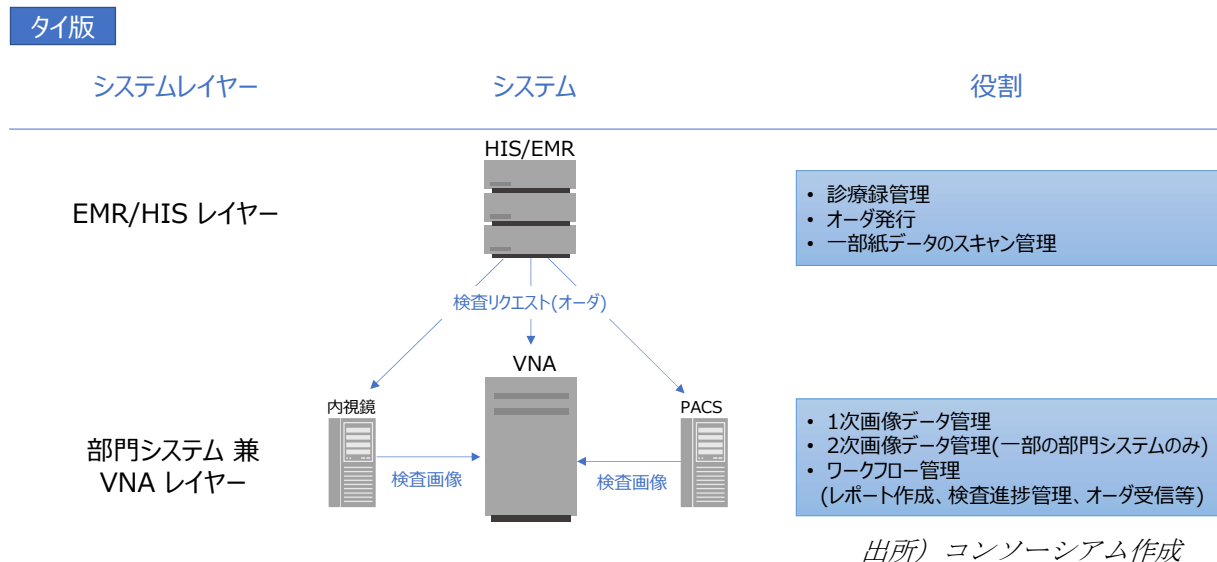 タイ版
システムレイヤー
システム
役割
EMR/HIS レイヤー
HIS/EMR
• 診療録管理
• オーダ発行
• 一部紙データのスキャン管理
検査リクエスト(オーダ)
VNA
内視鏡
PACS
部門システム 兼
VNA レイヤー
検査画像
検査画像
• 1次画像データ管理
• 2次画像データ管理(一部の部門システムのみ)
• ワークフロー管理
(レポート作成、検査進捗管理、オーダ受信等)
出所）コンソーシアム作成